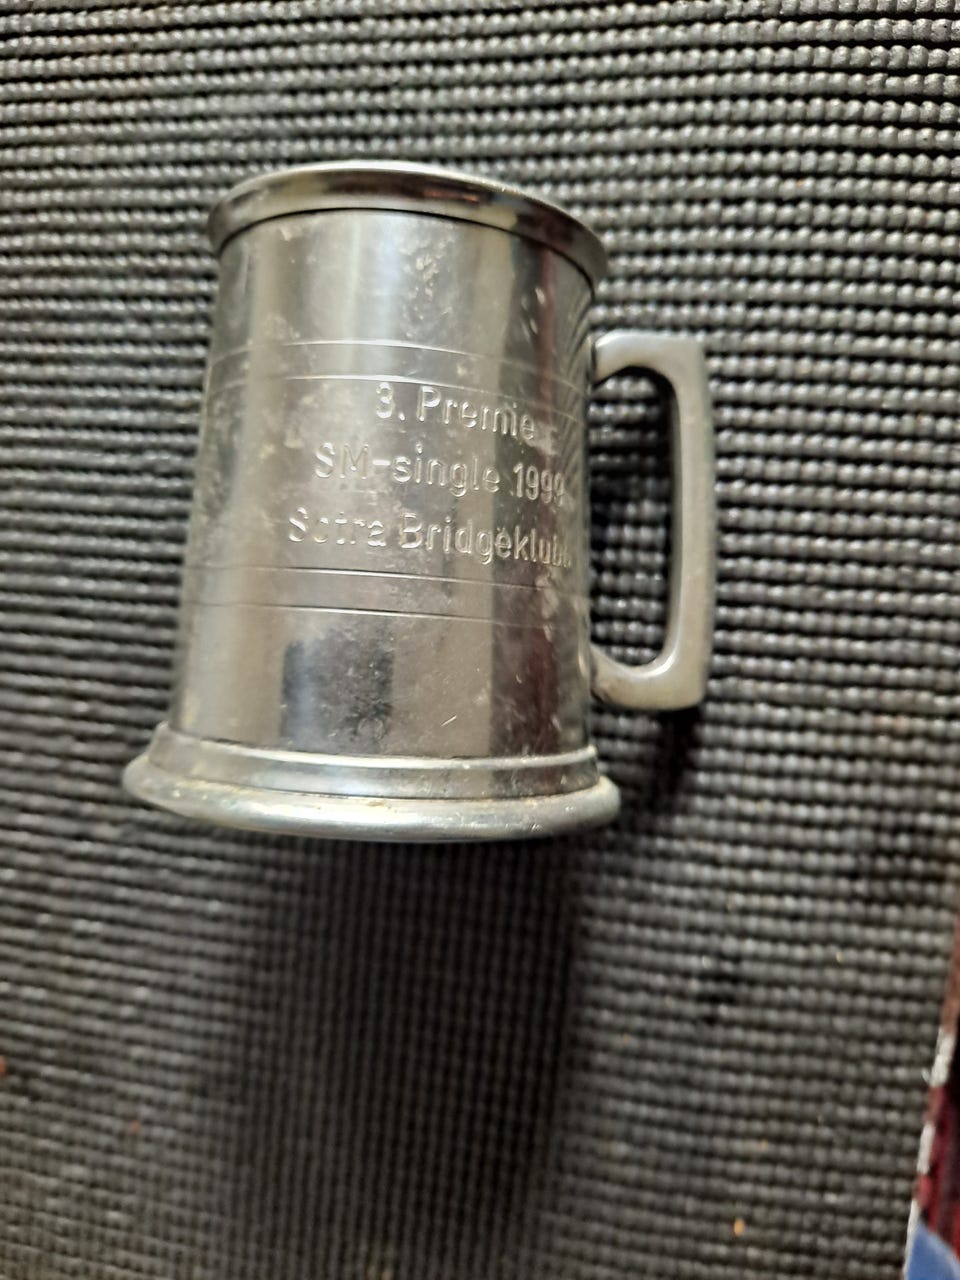 3. Premie
SM-single 1999
Sotra Bridgeklubb